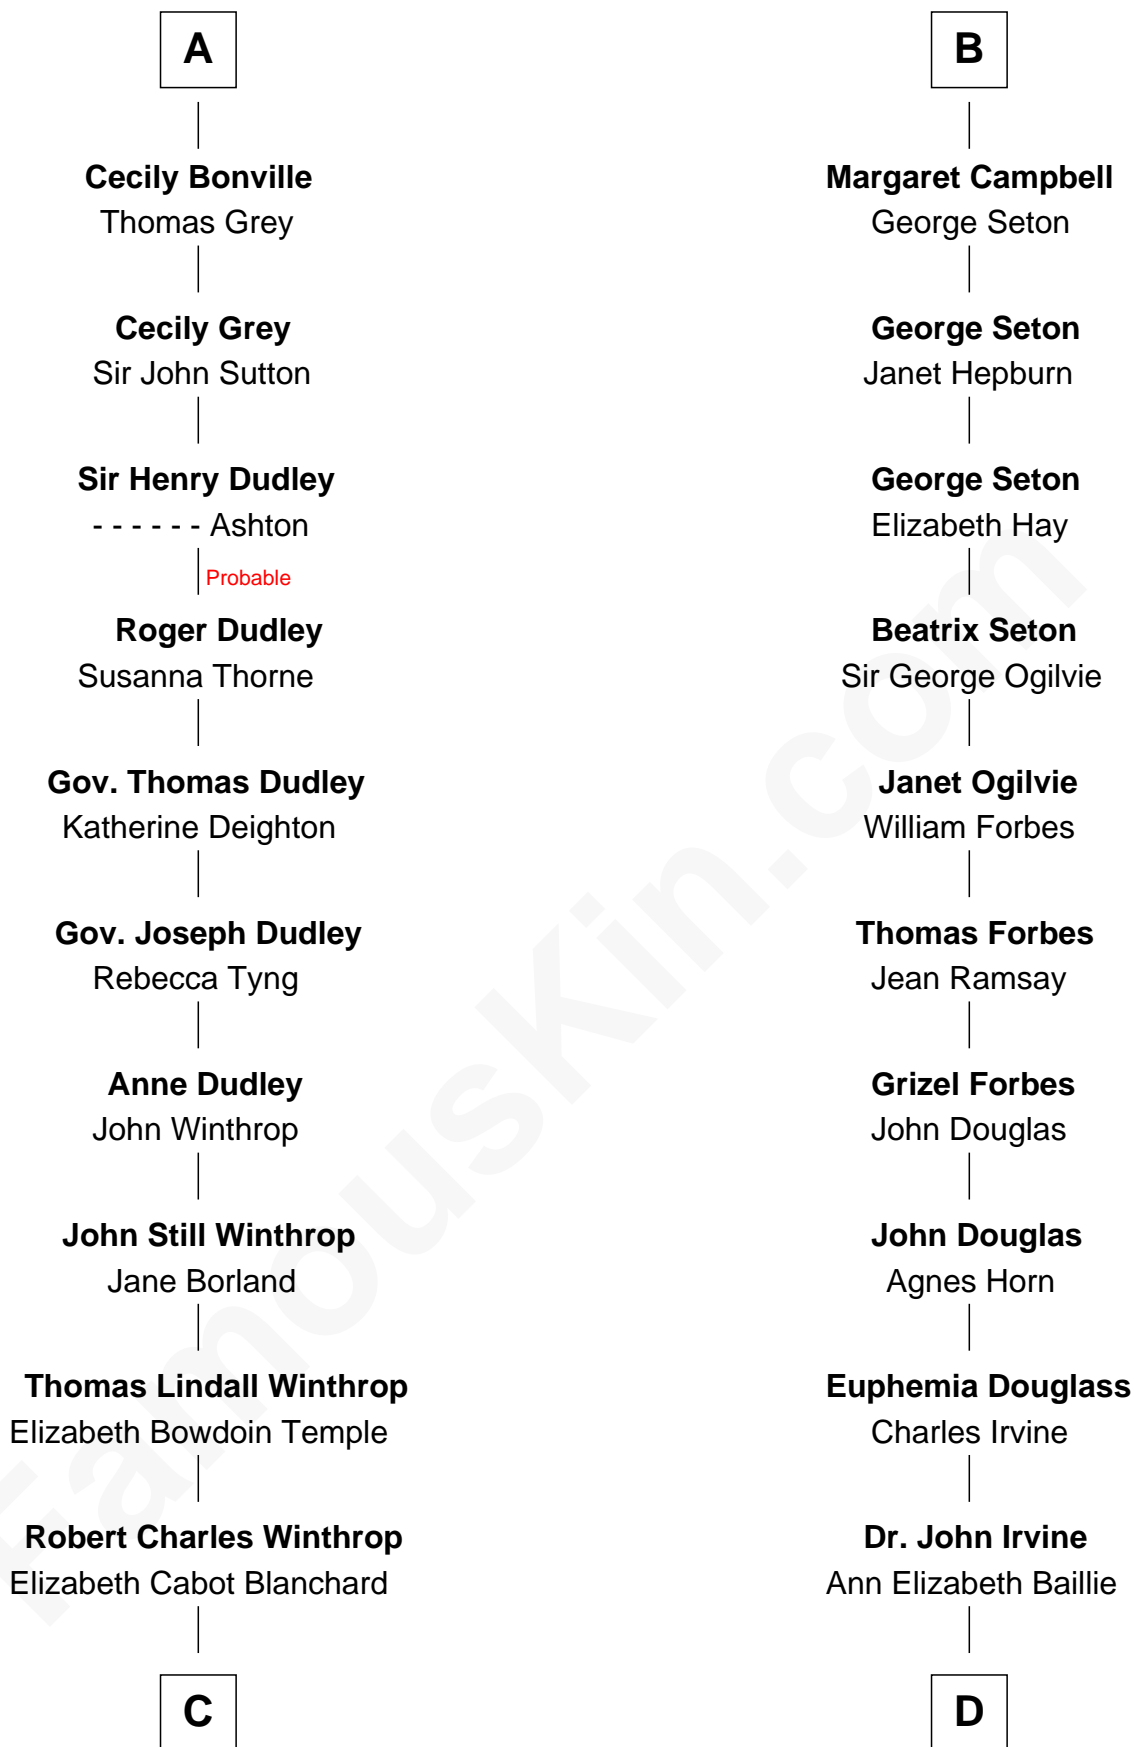 A
Cecily Bonville
Thomas Grey
Cecily Grey
Sir John Sutton
Sir Henry Dudley
- - - - - - Ashton
Probable
Roger Dudley
Susanna Thorne
Gov. Thomas Dudley
Katherine Deighton
Gov. Joseph Dudley
Rebecca Tyng
Anne Dudley
John Winthrop
John Still Winthrop
Jane Borland
Thomas Lindall Winthrop
Elizabeth Bowdoin Temple
Robert Charles Winthrop
Elizabeth Cabot Blanchard
C
B
Margaret Campbell
George Seton
George Seton
Janet Hepburn
George Seton
Elizabeth Hay
Beatrix Seton
Sir George Ogilvie
Janet Ogilvie
William Forbes
Thomas Forbes
Jean Ramsay
Grizel Forbes
John Douglas
John Douglas
Agnes Horn
Euphemia Douglass
Charles Irvine
Dr. John Irvine
Ann Elizabeth Baillie
D
FamousKin.com